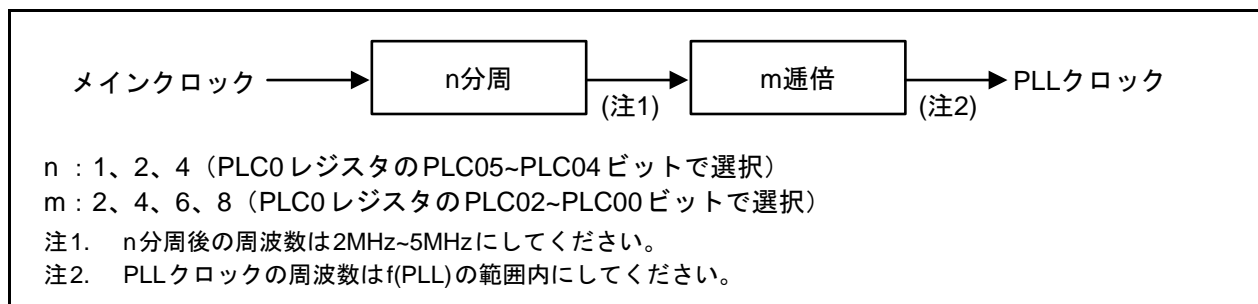 メインクロック n分周 (注1) m逓倍 (注2) PLLクロック
n：1、2、4（PLC0レジスタのPLC05~PLC04ビットで選択）
m：2、4、6、8（PLC0レジスタのPLC02~PLC00ビットで選択）
注1. n分周後の周波数は2MHz~5MHzにしてください。
注2. PLLクロックの周波数はf(PLL)の範囲内にしてください。